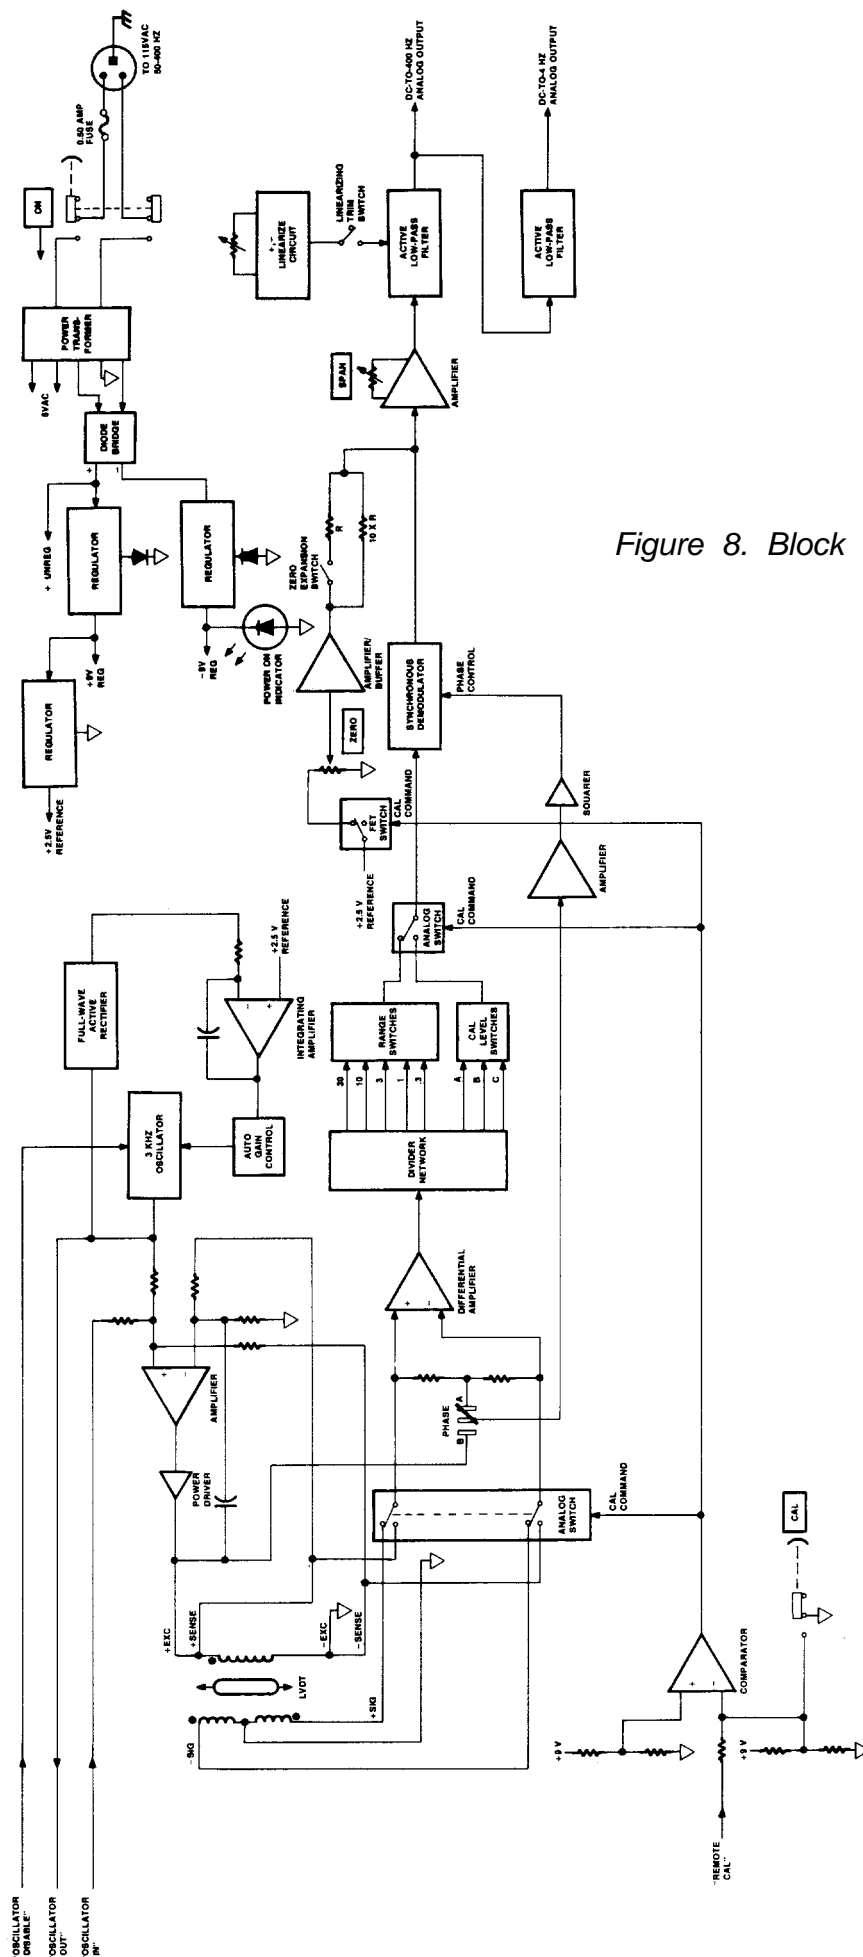 "OSCILLATOR
DISABLE"
"OSCILLATOR
OUT"
"OSCILLATOR
IN"
+EXC
+SENSE
-EXC
-SENSE
LVDT
-SIG
+SIG
POWER
DRIVER
AMPLIFIER
+
-
3 KHZ
OSCILLATOR
FULL-WAVE
ACTIVE
RECTIFIER
AUTO
GAIN
CONTROL
INTEGRATING
AMPLIFIER
-
+
+2.5 V
REFERENCE
+2.5V
REFERENCE
REGULATOR
+9V
REG
REGULATOR
+ UNREG
REGULATOR
-9V
REG
POWER ON
INDICATOR
DIODE
BRIDGE
+
-
POWER
TRANS-
FORMER
ON
0.50 AMP
FUSE
TO 115VAC
50-400 HZ
ANALOG
SWITCH
CAL
COMMAND
PHASE
B
A
DIFFERENTIAL
AMPLIFIER
+
-
DIVIDER
NETWORK
30
10
3
1
.3
A
B
C
RANGE
SWITCHES
CAL
LEVEL
SWITCHES
ANALOG
SWITCH
CAL
COMMAND
+2.5 V
REFERENCE
FET
SWITCH
CAL
COMMAND
ZERO
AMPLIFIER/
BUFFER
ZERO
EXPANSION
SWITCH
R
10 X R
SYNCHRONOUS
DEMODULATOR
PHASE
CONTROL
AMPLIFIER
SQUARER
SPAN
AMPLIFIER
+, -
LINEARIZE
CIRCUIT
LINEARIZING
TRIM
SWITCH
ACTIVE
LOW-PASS
FILTER
DC-TO-400 HZ
ANALOG OUTPUT
ACTIVE
LOW-PASS
FILTER
DC-TO-4 HZ
ANALOG OUTPUT
"REMOTE
CAL"
+9 V
+9 V
COMPARATOR
+
-
CAL
Figure 8. Block